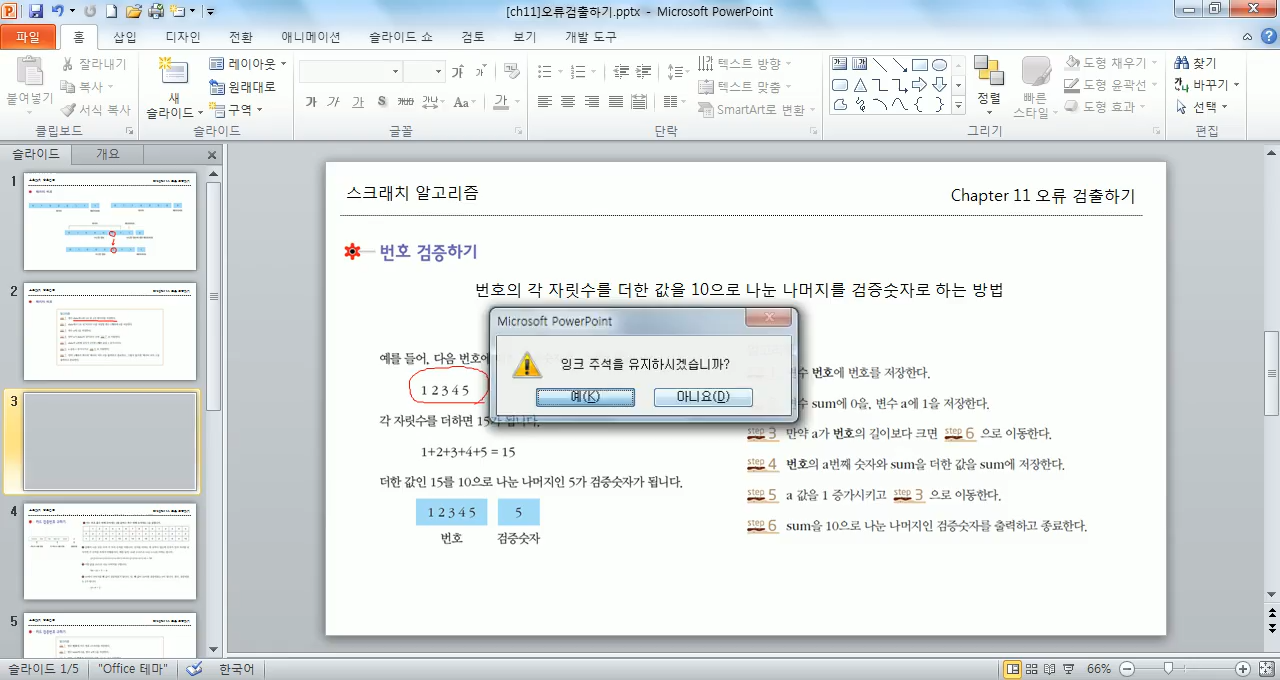 [ch11]오류검출하기.pptx - Microsoft PowerPoint
파일 홈 삽입 디자인 전환 애니메이션 슬라이드 쇼 검토 보기 개발 도구
붙여넣기
잘라내기
복사
서식 복사
클립보드
새 슬라이드
레이아웃
원래대로
구역
슬라이드
가 가 가 S abc 가나 Aa 가
글꼴
텍스트 방향
텍스트 맞춤
SmartArt로 변환
단락
정렬
빠른 스타일
도형 채우기
도형 윤곽선
도형 효과
그리기
찾기
바꾸기
선택
편집
슬라이드 개요
1
2
3
4
5
스크래치 알고리즘
Chapter 11 오류 검출하기
번호 검증하기
번호의 각 자릿수를 더한 값을 10으로 나눈 나머지를 검증숫자로 하는 방법
예를 들어, 다음 번호에
1 2 3 4 5
각 자릿수를 더하면 15가 됩니다.
1+2+3+4+5 = 15
더한 값인 15를 10으로 나눈 나머지인 5가 검증숫자가 됩니다.
1 2 3 4 5 5
번호 검증숫자
변수 번호에 번호를 저장한다.
변수 sum에 0을, 변수 a에 1을 저장한다.
step 3 만약 a가 번호의 길이보다 크면 step 6 으로 이동한다.
step 4 번호의 a번째 숫자와 sum을 더한 값을 sum에 저장한다.
step 5 a 값을 1 증가시키고 step 3 으로 이동한다.
step 6 sum을 10으로 나눈 나머지인 검증숫자를 출력하고 종료한다.
Microsoft PowerPoint
잉크 주석을 유지하시겠습니까?
예(K) 아니요(D)
슬라이드 1/5 "Office 테마" 한국어 66%